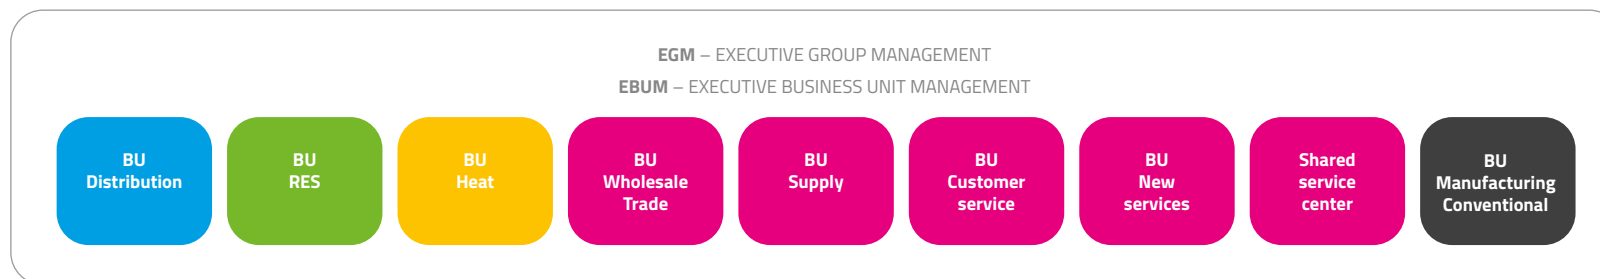 EGM – EXECUTIVE GROUP MANAGEMENT
EBUM – EXECUTIVE BUSINESS UNIT MANAGEMENT
BU
Distribution
BU
RES
BU
Heat
BU
Wholesale
Trade
BU
Supply
BU
Customer
service
BU
New
services
Shared
service
center
BU
Manufacturing
Conventional